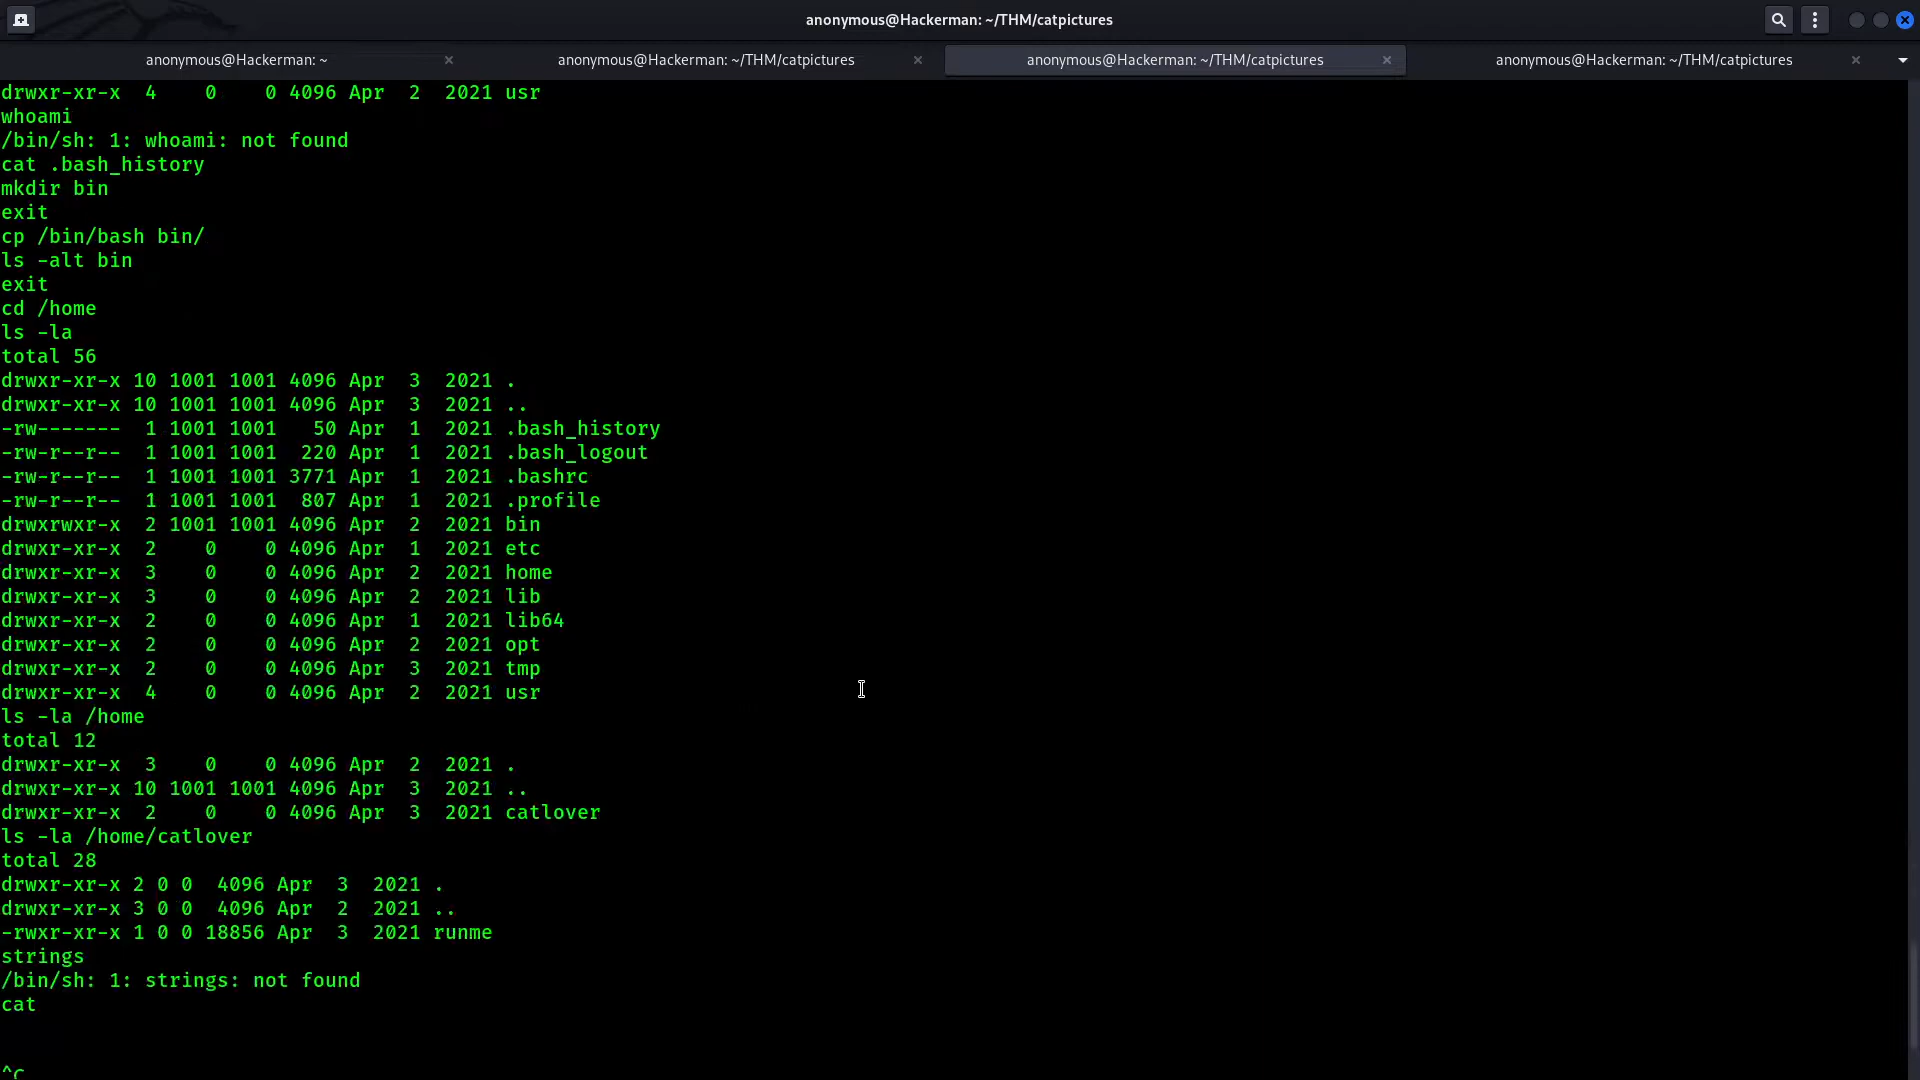 anonymous@Hackerman: ~/THM/catpictures
anonymous@Hackerman: ~
anonymous@Hackerman: ~/THM/catpictures
anonymous@Hackerman: ~/THM/catpictures
anonymous@Hackerman: ~/THM/catpictures
drwxr-xr-x  4    0    0 4096 Apr  2  2021 usr
whoami
/bin/sh: 1: whoami: not found
cat .bash_history
mkdir bin
exit
cp /bin/bash bin/
ls -alt bin
exit
cd /home
ls -la
total 56
drwxr-xr-x 10 1001 1001 4096 Apr  3  2021 .
drwxr-xr-x 10 1001 1001 4096 Apr  3  2021 ..
-rw-------  1 1001 1001   50 Apr  1  2021 .bash_history
-rw-r--r--  1 1001 1001  220 Apr  1  2021 .bash_logout
-rw-r--r--  1 1001 1001 3771 Apr  1  2021 .bashrc
-rw-r--r--  1 1001 1001  807 Apr  1  2021 .profile
drwxrwxr-x  2 1001 1001 4096 Apr  2  2021 bin
drwxr-xr-x  2    0    0 4096 Apr  1  2021 etc
drwxr-xr-x  3    0    0 4096 Apr  2  2021 home
drwxr-xr-x  3    0    0 4096 Apr  2  2021 lib
drwxr-xr-x  2    0    0 4096 Apr  1  2021 lib64
drwxr-xr-x  2    0    0 4096 Apr  2  2021 opt
drwxr-xr-x  2    0    0 4096 Apr  3  2021 tmp
drwxr-xr-x  4    0    0 4096 Apr  2  2021 usr
ls -la /home
total 12
drwxr-xr-x  3    0    0 4096 Apr  2  2021 .
drwxr-xr-x 10 1001 1001 4096 Apr  3  2021 ..
drwxr-xr-x  2    0    0 4096 Apr  3  2021 catlover
ls -la /home/catlover
total 28
drwxr-xr-x 2 0 0  4096 Apr  3  2021 .
drwxr-xr-x 3 0 0  4096 Apr  2  2021 ..
-rwxr-xr-x 1 0 0 18856 Apr  3  2021 runme
strings
/bin/sh: 1: strings: not found
cat
^c